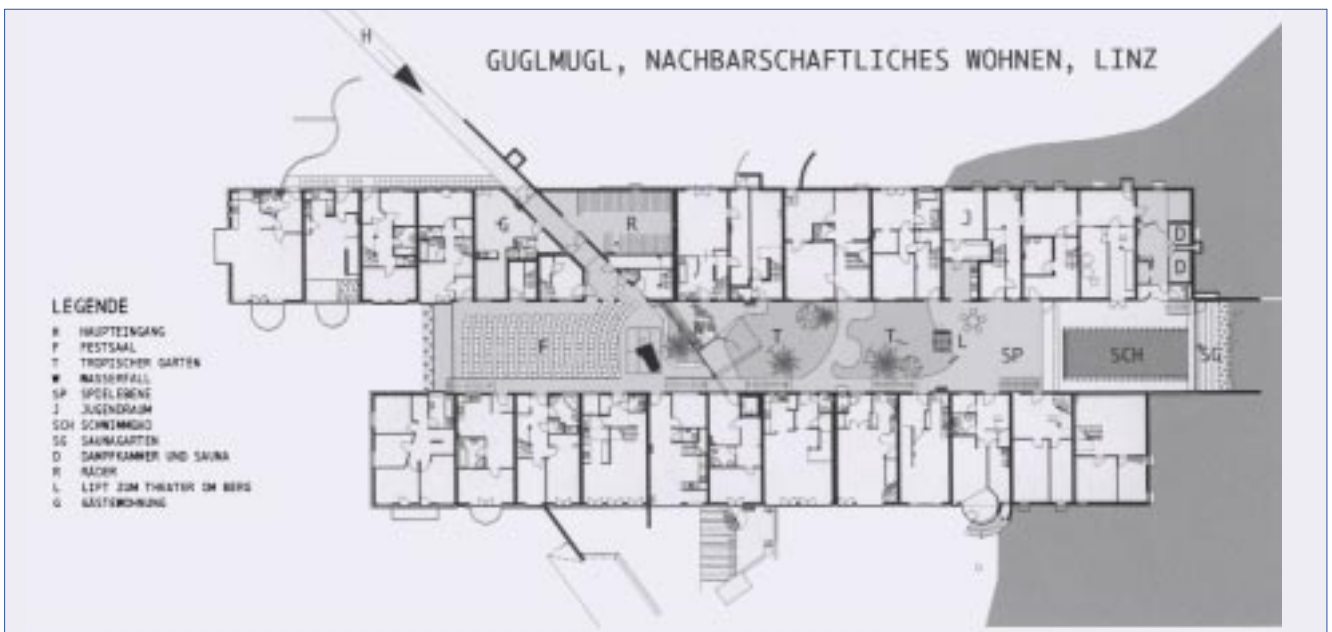 H
GUGLMUGL, NACHBARSCHAFTLICHES WOHNEN, LINZ
G
R
J
D
D
LEGENDE
H HAUPTEINGANG
F FESTSAAL
T TROPISCHER GARTEN
W WASSERFALL
SP SPIELEBENE
J JUGENDRAUM
SCH SCHWIMMBAD
SG SAUNAGARTEN
D DAMPFKAMMER UND SAUNA
R RÄDER
L LIFT ZUM THEATER IM BERG
G GÄSTEWOHNUNG
F
W
T
T
L
SP
SCH
SG